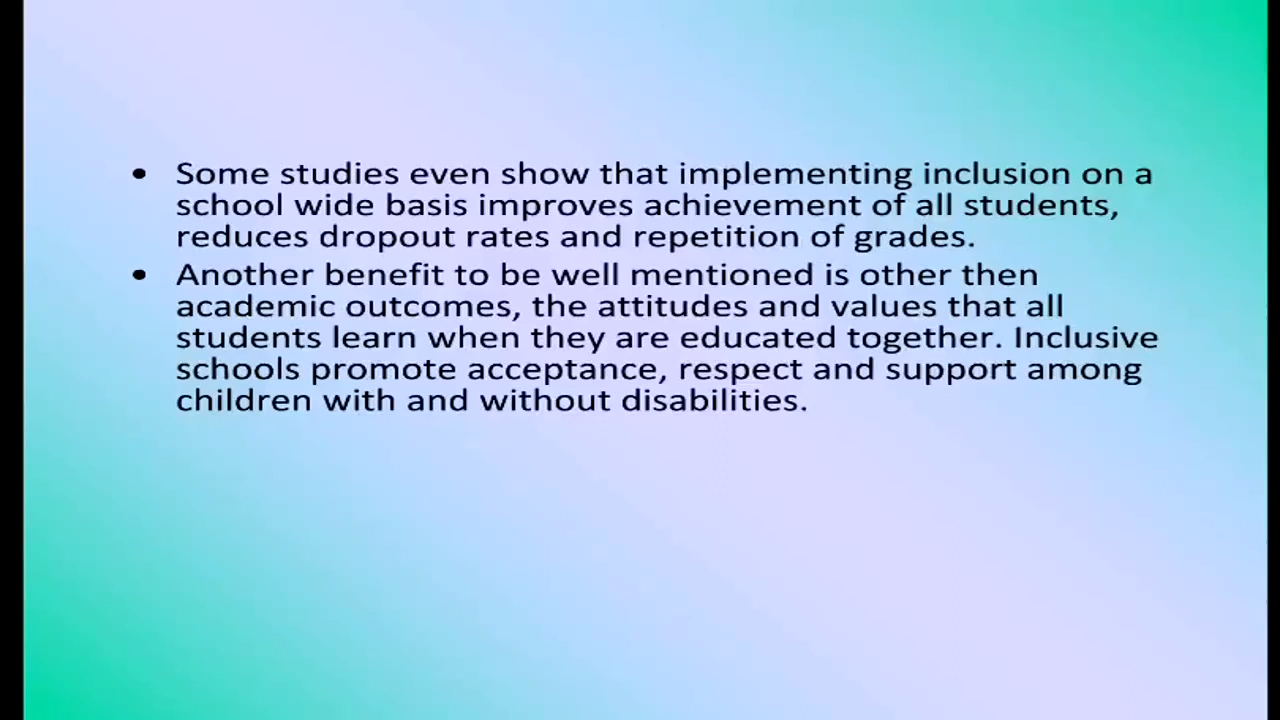 • Some studies even show that implementing inclusion on a
school wide basis improves achievement of all students,
reduces dropout rates and repetition of grades.
• Another benefit to be well mentioned is other then
academic outcomes, the attitudes and values that all
students learn when they are educated together. Inclusive
schools promote acceptance, respect and support among
children with and without disabilities.